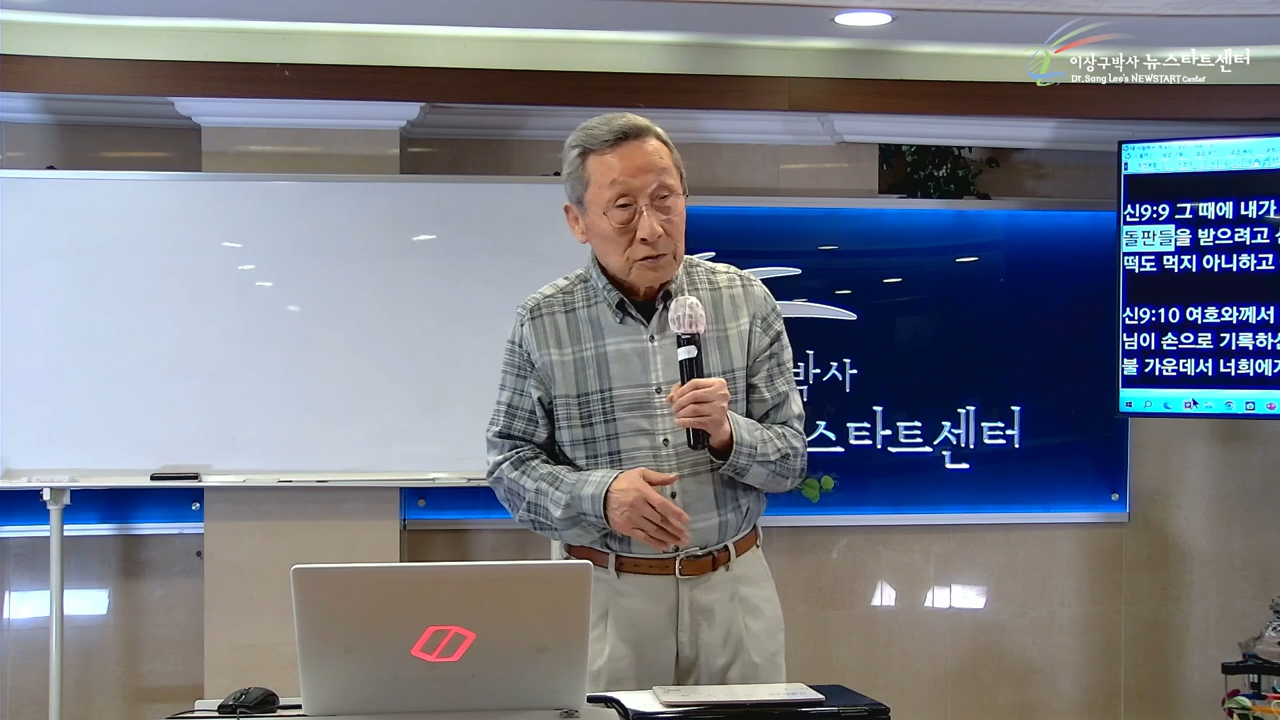 이상구박사 뉴스타트센터
Dr. Sang Lee's NEWSTART Center
신9:9 그 때에 내가
돌판들을 받으려고
떡도 먹지 아니하고
신9:10 여호와께서
님이 손으로 기록하신
불 가운데서 너희에게
박사
스타트센터